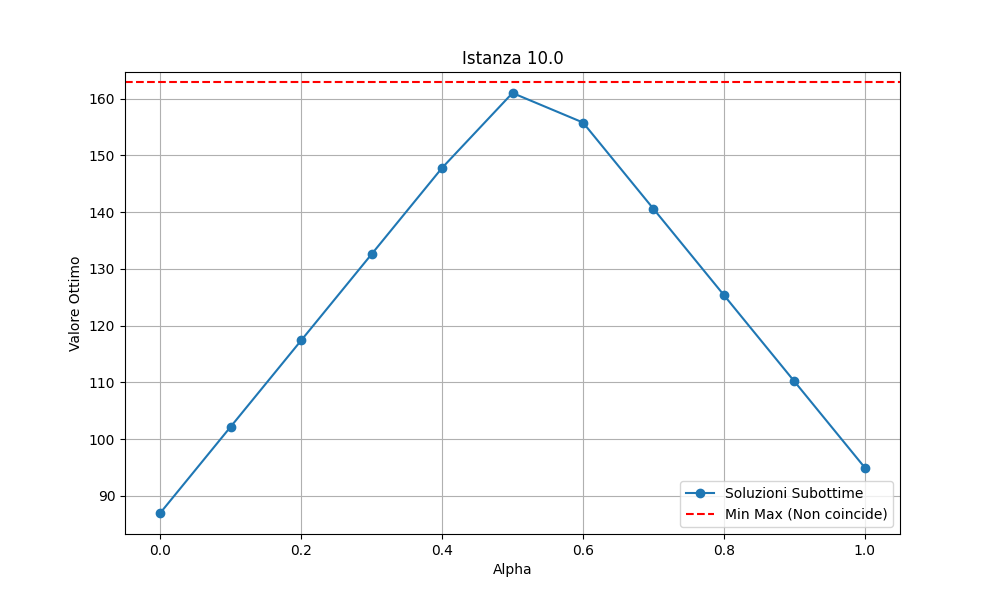 Istanza 10.0
Valore Ottimo
160
150
140
130
120
110
100
90
0.0 0.2 0.4 0.6 0.8 1.0
Alpha
Soluzioni Subottime
Min Max (Non coincide)